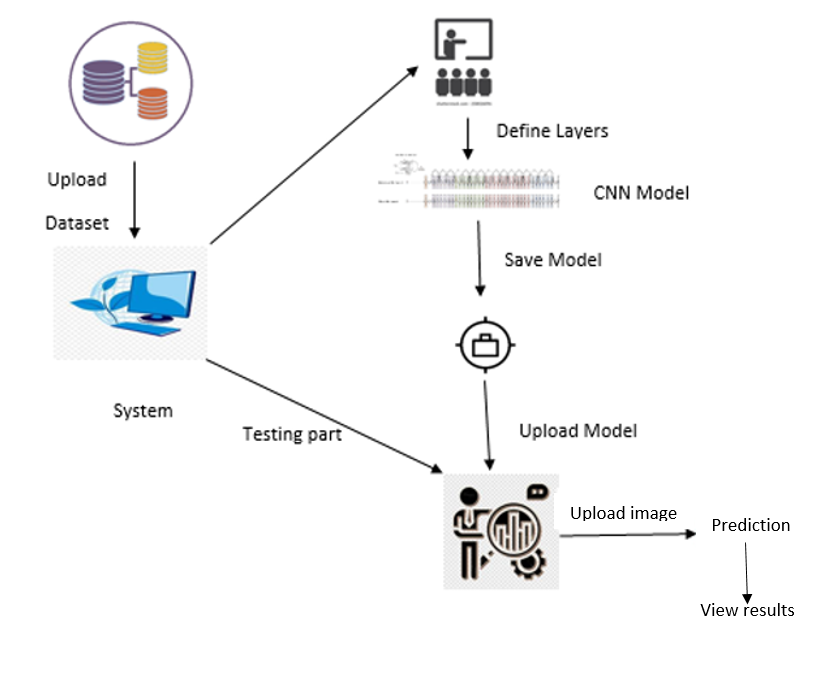 Define Layers
Upload
CNN Model
Dataset
Save Model
System
Testing part
Upload Model
Upload image
Prediction
View results